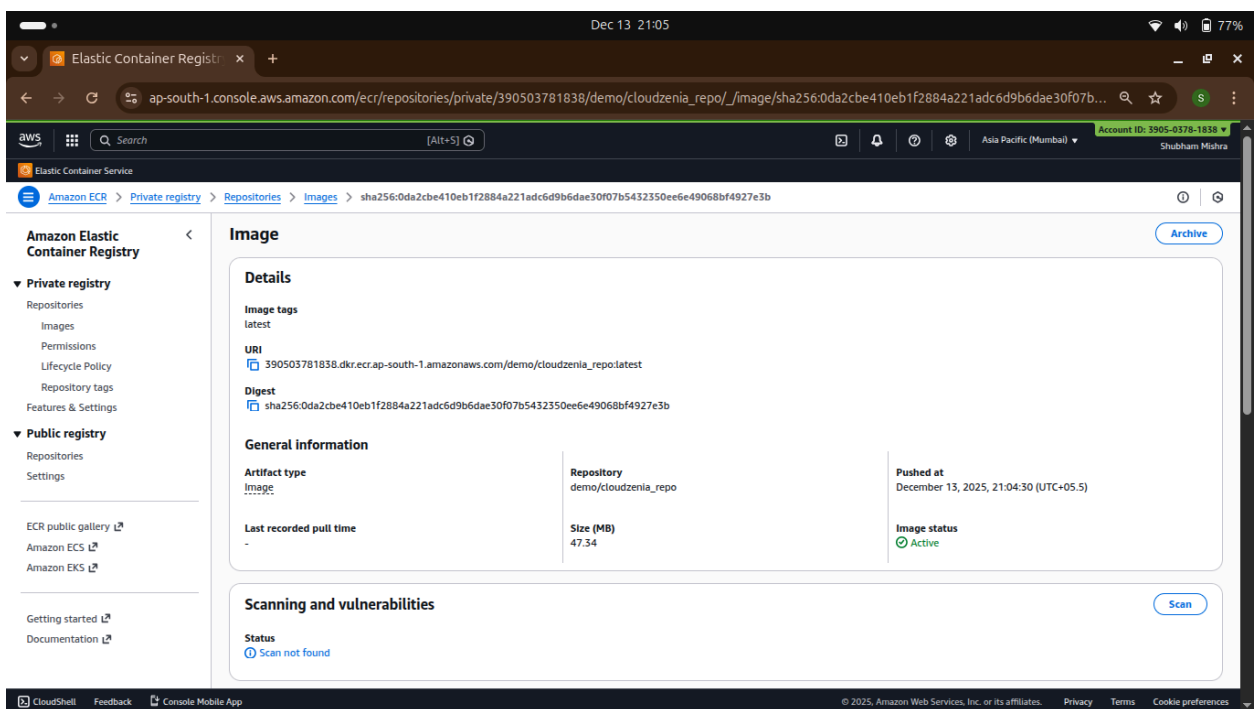 Dec 13 21:05
77%
Elastic Container Regist
ap-south-1.console.aws.amazon.com/ecr/repositories/private/390503781838/demo/cloudzenia_repo/_/image/sha256:0da2cbe410eb1f2884a221adc6d9b6dae30f07b...
S
aws
Search
[Alt+S]
Asia Pacific (Mumbai)
Account ID: 3905-0378-1838
Shubham Mishra
Elastic Container Service
Amazon ECR > Private registry > Repositories > Images > sha256:0da2cbe410eb1f2884a221adc6d9b6dae30f07b5432350ee6e49068bf4927e3b
Amazon Elastic
Container Registry
Private registry
Repositories
Images
Permissions
Lifecycle Policy
Repository tags
Features & Settings
Public registry
Repositories
Settings
ECR public gallery
Amazon ECS
Amazon EKS
Getting started
Documentation
Image
Archive
Details
Image tags
latest
URI
390503781838.dkr.ecr.ap-south-1.amazonaws.com/demo/cloudzenia_repo:latest
Digest
sha256:0da2cbe410eb1f2884a221adc6d9b6dae30f07b5432350ee6e49068bf4927e3b
General information
Artifact type
Image
Repository
demo/cloudzenia_repo
Pushed at
December 13, 2025, 21:04:30 (UTC+05.5)
Last recorded pull time
-
Size (MB)
47.34
Image status
Active
Scanning and vulnerabilities
Scan
Status
Scan not found
CloudShell Feedback Console Mobile App
© 2025, Amazon Web Services, Inc. or its affiliates. Privacy Terms Cookie preferences